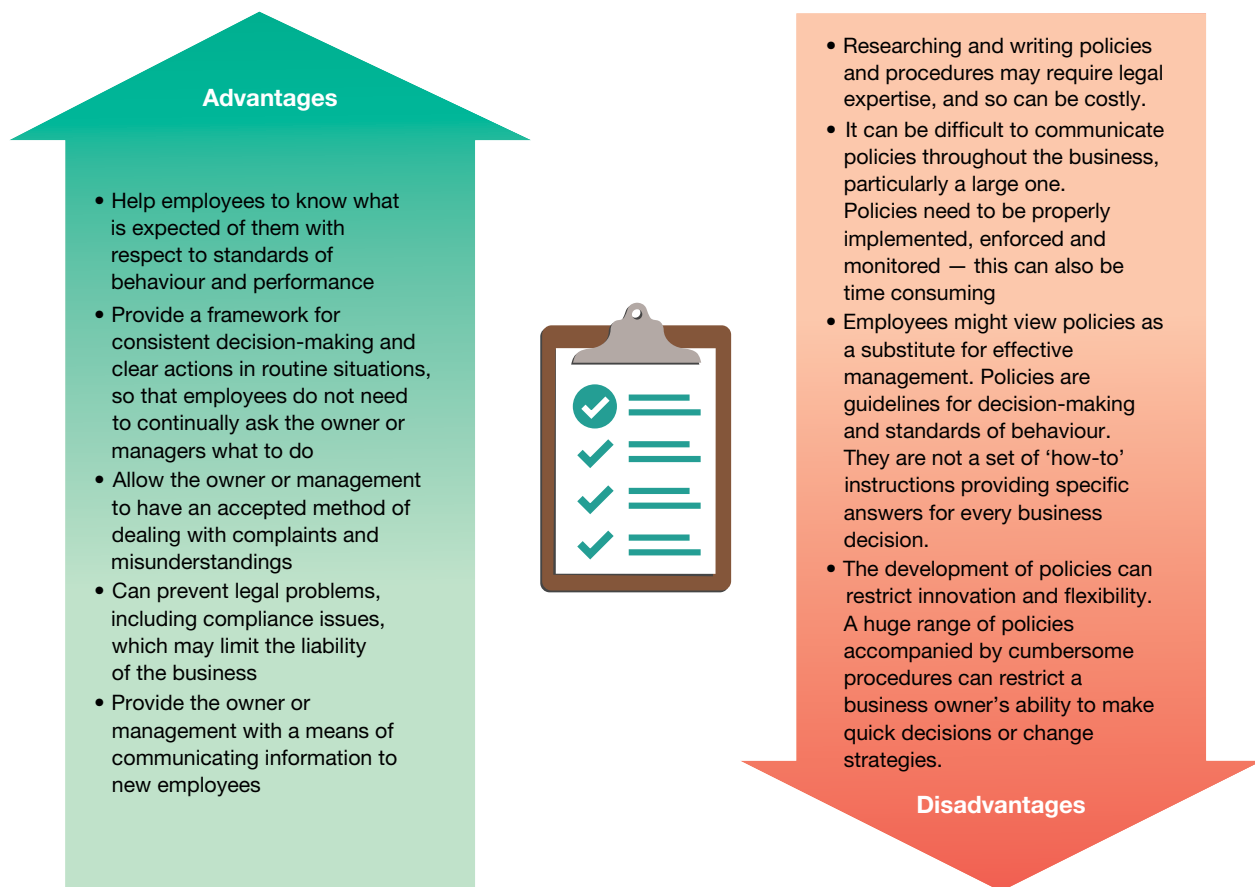 Advantages
• Help employees to know what
is expected of them with
respect to standards of
behaviour and performance
• Provide a framework for
consistent decision-making and
clear actions in routine situations,
so that employees do not need
to continually ask the owner or
managers what to do
• Allow the owner or management
to have an accepted method of
dealing with complaints and
misunderstandings
• Can prevent legal problems,
including compliance issues,
which may limit the liability
of the business
• Provide the owner or
management with a means of
communicating information to
new employees
• Researching and writing policies
and procedures may require legal
expertise, and so can be costly.
• It can be difficult to communicate
policies throughout the business,
particularly a large one.
Policies need to be properly
implemented, enforced and
monitored — this can also be
time consuming
• Employees might view policies as
a substitute for effective
management. Policies are
guidelines for decision-making
and standards of behaviour.
They are not a set of ‘how-to’
instructions providing specific
answers for every business
decision.
• The development of policies can
restrict innovation and flexibility.
A huge range of policies
accompanied by cumbersome
procedures can restrict a
business owner’s ability to make
quick decisions or change
strategies.
Disadvantages